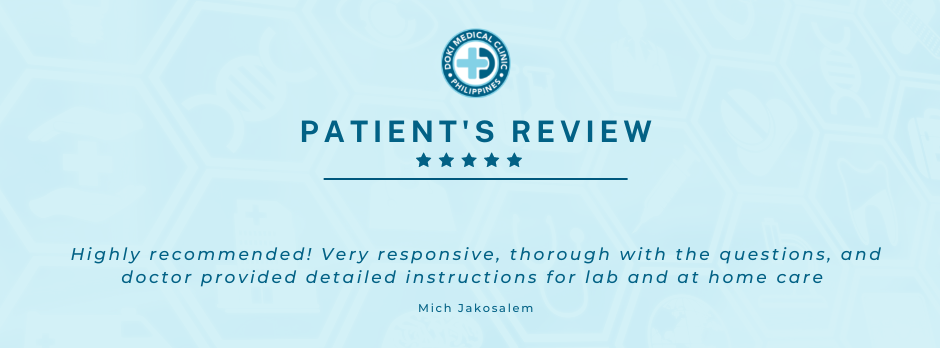 DOKI MEDICAL CLINIC
PHILIPPINES
PATIENT'S REVIEW
Highly recommended! Very responsive, thorough with the questions, and
doctor provided detailed instructions for lab and at home care
Mich Jakosalem